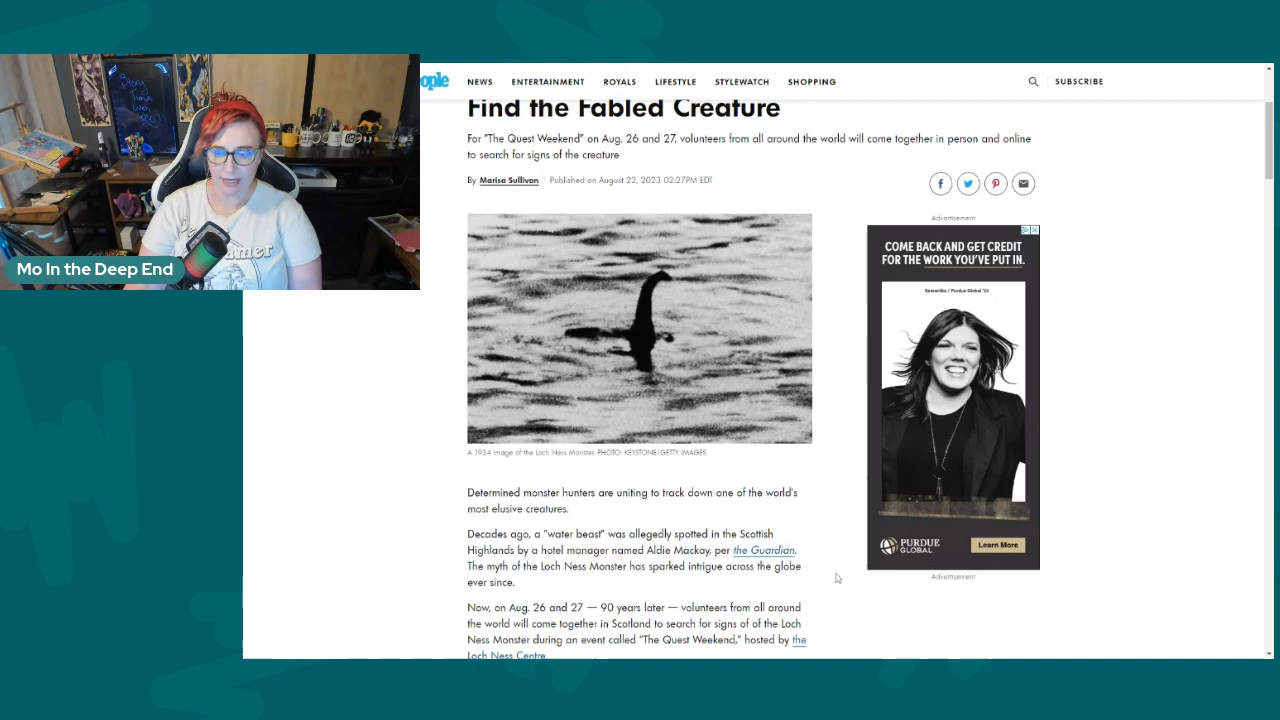 Story
Time
with
Mo In the Deep End
ople
NEWS ENTERTAINMENT ROYALS LIFESTYLE STYLEWATCH SHOPPING SUBSCRIBE
Find the Fabled Creature
For "The Quest Weekend" on Aug. 26 and 27, volunteers from all around the world will come together in person and online
to search for signs of the creature
By Marisa Sullivan Published on August 22, 2023 02:27PM EDT
A 1934 image of the Loch Ness Monster. PHOTO: KEYSTONE/GETTY IMAGES
Determined monster hunters are uniting to track down one of the world's
most elusive creatures.
Decades ago, a "water beast" was allegedly spotted in the Scottish
Highlands by a hotel manager named Aldie Mackay, per the Guardian.
The myth of the Loch Ness Monster has sparked intrigue across the globe
ever since.
Now, on Aug. 26 and 27 — 90 years later — volunteers from all around
the world will come together in Scotland to search for signs of of the Loch
Ness Monster during an event called "The Quest Weekend," hosted by the
Loch Ness Centre.
Advertisement
COME BACK AND GET CREDIT
FOR THE WORK YOU'VE PUT IN.
Samantha / Purdue Global '24
PURDUE
GLOBAL
Learn More
Advertisement